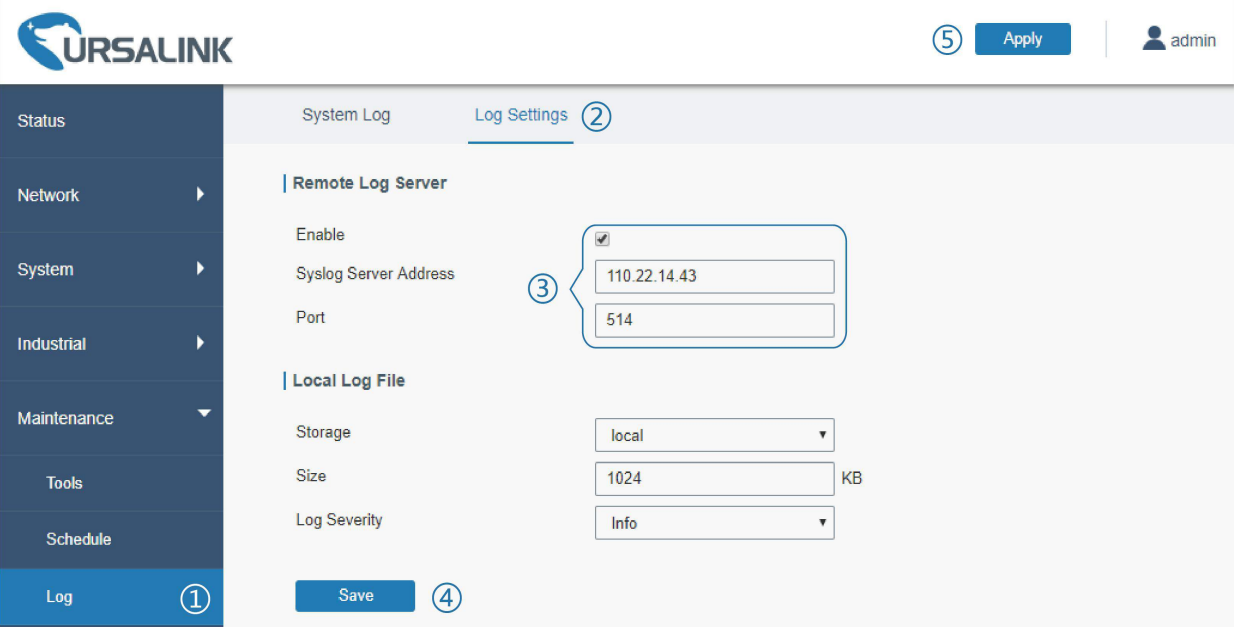 URSALINK
⑤ Apply admin
Status
Network
System
Industrial
Maintenance
Tools
Schedule
Log ①
System Log Log Settings ②
Remote Log Server
Enable
③
Syslog Server Address 110.22.14.43
Port 514
Local Log File
Storage local
Size 1024 KB
Log Severity Info
Save ④